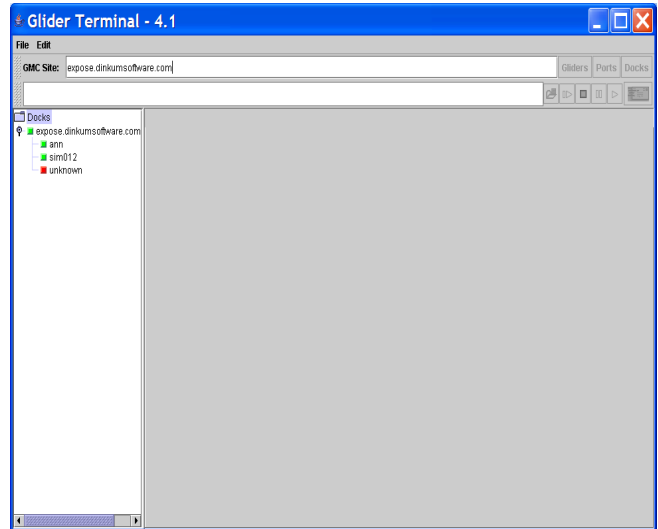 Glider Terminal - 4.1
File Edit
GMC Site: expose.dinkumsoftware.com Gliders Ports Docks
Docks
expose.dinkumsoftware.com
ann
sim012
unknown